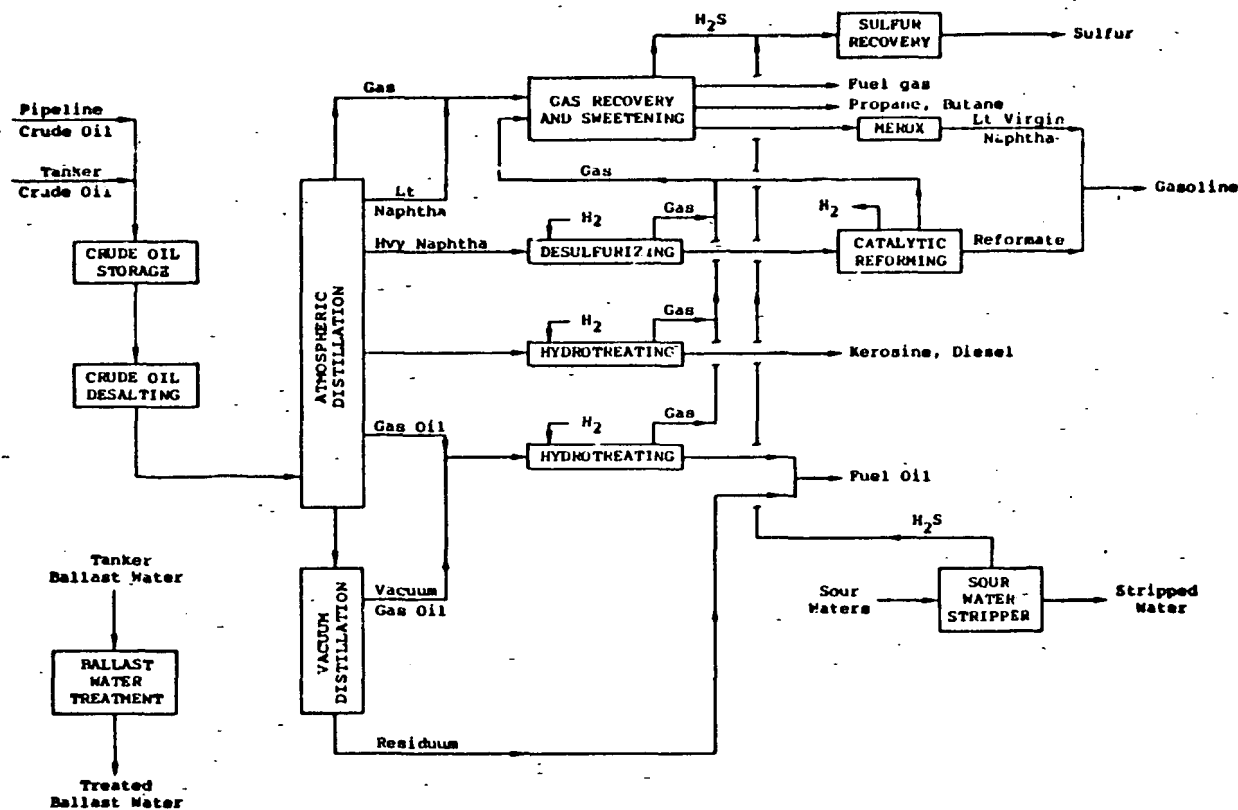 H2S
SULFUR
RECOVERY
Sulfur
Gas
GAS RECOVERY
AND SWEETENING
Fuel gas
Propane, Butane
MEROX
Lt Virgin
Naphtha
Pipeline
Crude Oil
Tanker
Crude Oil
Lt
Naphtha
Gas
Gasoline
H2
Gas
H2
Hvy Naphtha
DESULFURIZING
CATALYTIC
REFORMING
Reformate
CRUDE OIL
STORAGE
ATMOSPHERIC
DISTILLATION
H2
Gas
HYDROTREATING
Kerosine, Diesel
CRUDE OIL
DESALTING
Gas Oil
H2
Gas
HYDROTREATING
Fuel Oil
H2S
Tanker
Ballast Water
VACUUM
DISTILLATION
Vacuum
Gas Oil
Sour
Waters
SOUR
WATER
STRIPPER
Stripped
Water
BALLAST
WATER
TREATMENT
Residuum
Treated
Ballast Water